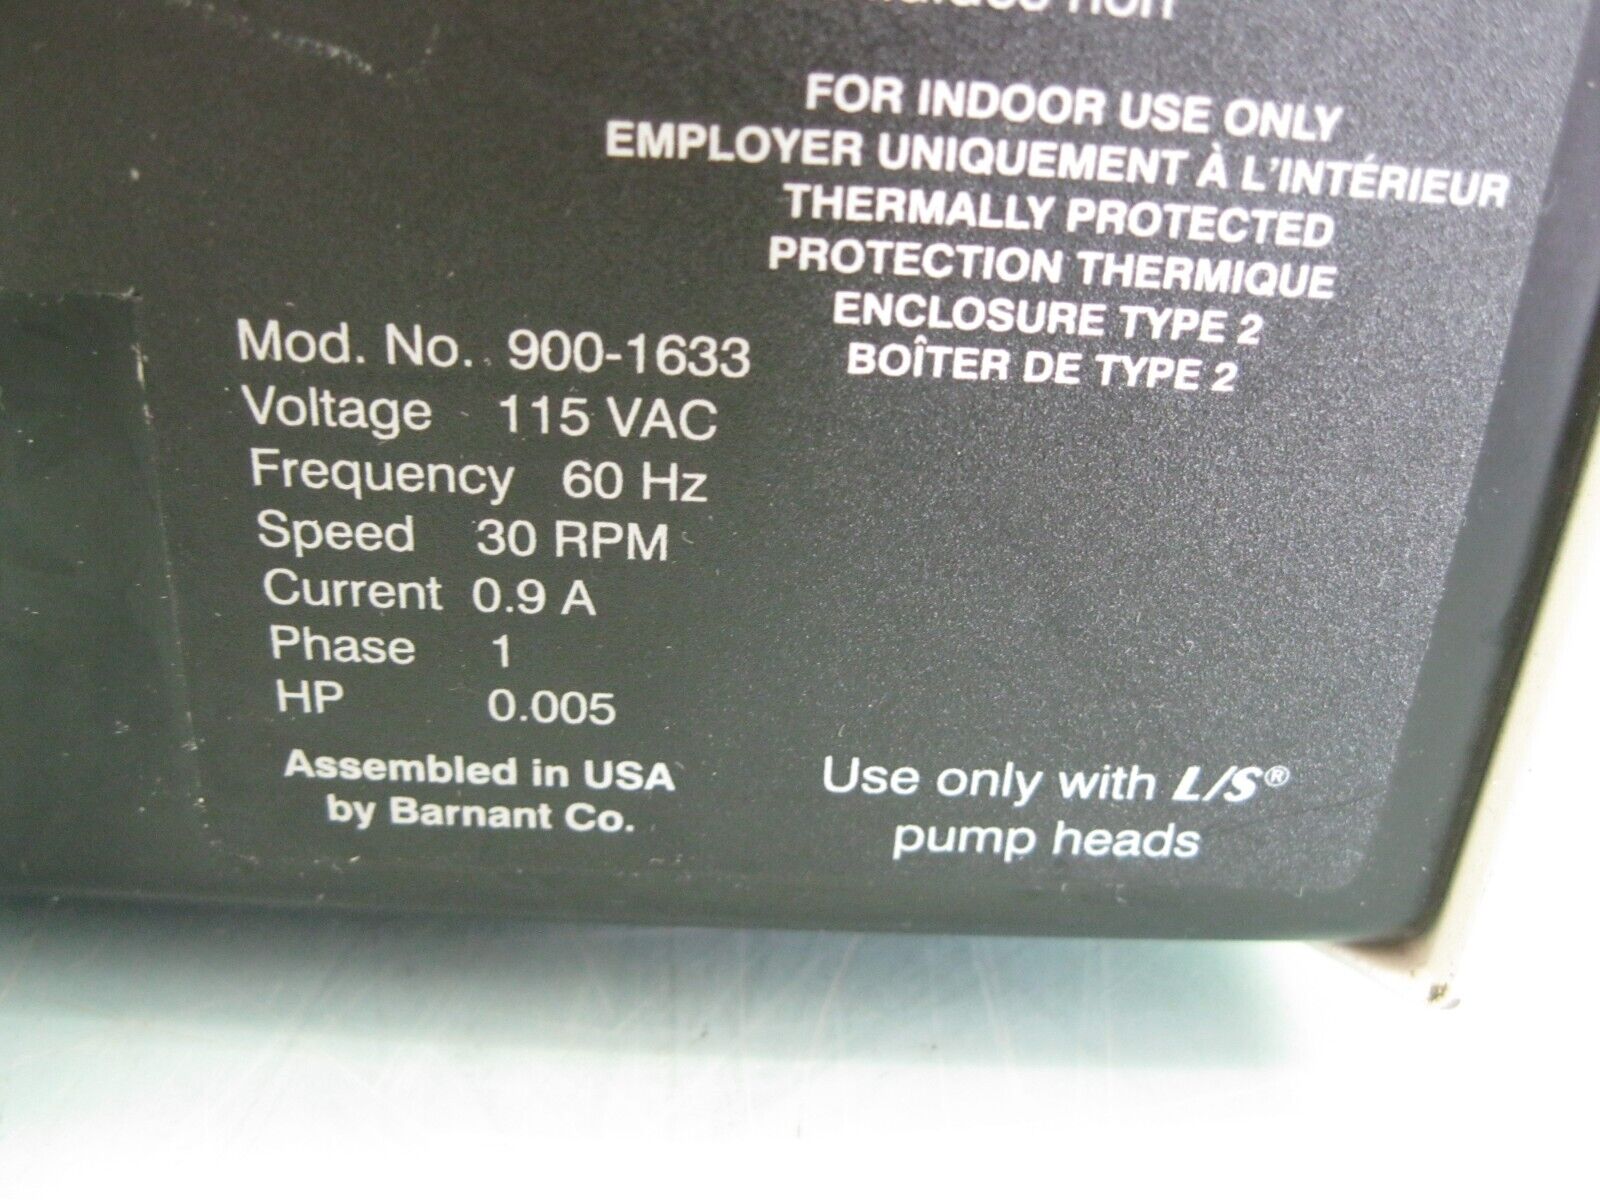 FOR INDOOR USE ONLY
EMPLOYER UNIQUEMENT À L'INTÉRIEUR
THERMALLY PROTECTED
PROTECTION THERMIQUE
ENCLOSURE TYPE 2
BOÎTER DE TYPE 2
Mod. No. 900-1633
Voltage 115 VAC
Frequency 60 Hz
Speed 30 RPM
Current 0.9 A
Phase 1
HP 0.005
Assembled in USA
by Barnant Co.
Use only with L/S®
pump heads